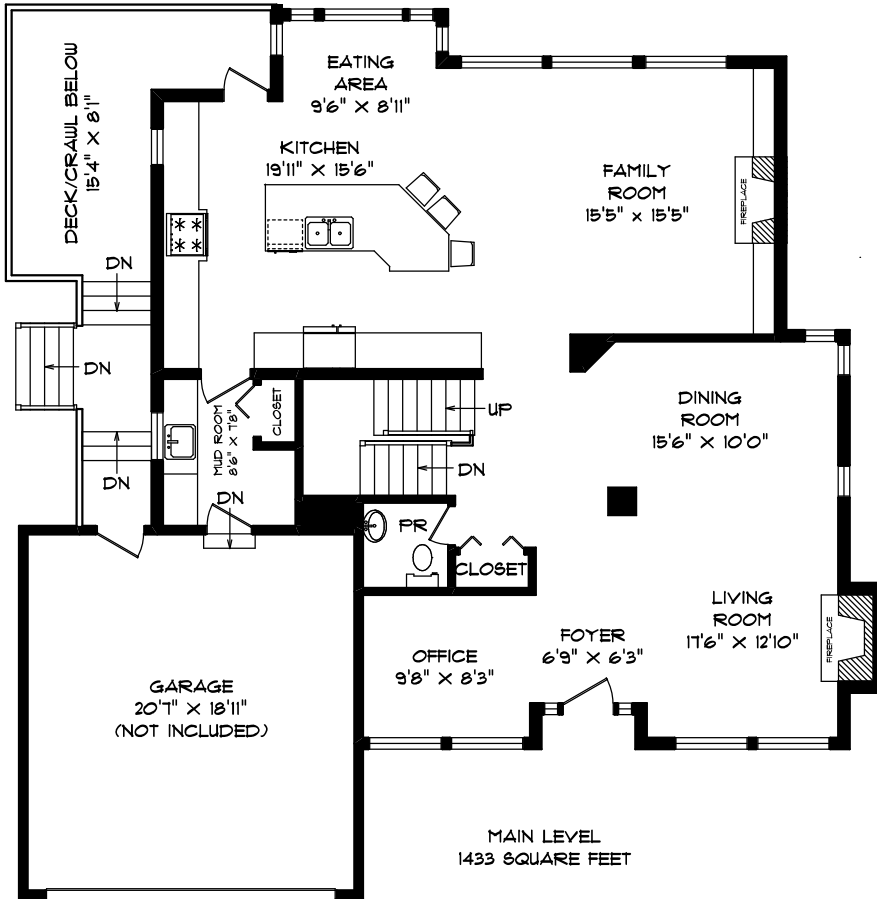 DECK/CRAWL BELOW
15'4" X 8'1"
EATING
AREA
9'6" X 8'11"
KITCHEN
19'11" X 15'6"
FAMILY
ROOM
15'5" x 15'5"
FIREPLACE
DN
DN
DN
MUD ROOM
8'6" X 7'8"
CLOSET
DN
UP
DN
PR
CLOSET
DINING
ROOM
15'6" X 10'0"
LIVING
ROOM
17'6" X 12'10"
FIREPLACE
FOYER
6'9" X 6'3"
OFFICE
9'8" X 8'3"
GARAGE
20'7" X 18'11"
(NOT INCLUDED)
MAIN LEVEL
1433 SQUARE FEET